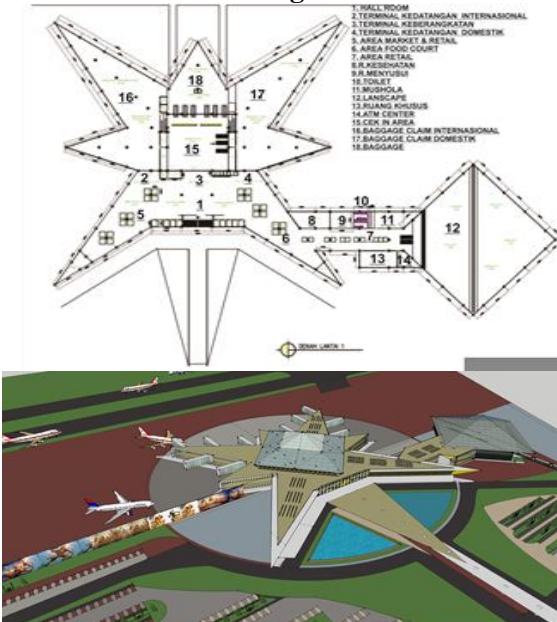 1. HALL ROOM
2.TERMINAL KEDATANGAN INTERNASIONAL
3.TERMINAL KEBERANGKATAN
4.TERMINAL KEDATANGAN DOMESTIK
5. AREA MARKET & RETAIL
6. AREA FOOD COURT
7. AREA RETAIL
8.R.KESEHATAN
9.R.MENYUSUI
10.TOILET
11.MUSHOLA
12.LANSCAPE
13.RUANG KHUSUS
14.ATM CENTER
15.CEK IN AREA
16.BAGGAGE CLAIM INTERNASIONAL
17.BAGGAGE CLAIM DOMESTIK
18.BAGGAGE
18
16
17
15
2
3
4
10
1
5
8
9
11
12
6
7
13
14
DENAH LANTAI 1